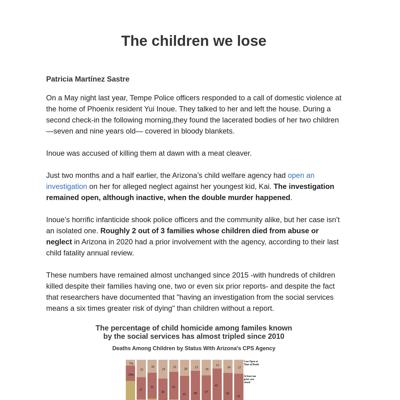 The children we lose
Patricia Martínez Sastre
On a May night last year, Tempe Police officers responded to a call of domestic violence at
the home of Phoenix resident Yui Inoue. They talked to her and left the house. During a
second check-in the following morning,they found the lacerated bodies of her two children
—seven and nine years old— covered in bloody blankets.
Inoue was accused of killing them at dawn with a meat cleaver.
Just two months and a half earlier, the Arizona's child welfare agency had open an
investigation on her for alleged neglect against her youngest kid, Kai. The investigation
remained open, although inactive, when the double murder happened.
Inoue's horrific infanticide shook police officers and the community alike, but her case isn't
an isolated one. Roughly 2 out of 3 families whose children died from abuse or
neglect in Arizona in 2020 had a prior involvement with the agency, according to their last
child fatality annual review.
These numbers have remained almost unchanged since 2015 -with hundreds of children
killed despite their families having one, two or even six prior reports- and despite the fact
that researchers have documented that "having an investigation from the social services
means a six times greater risk of dying" than children without a report.
The percentage of child homicide among familes known
by the social services has almost tripled since 2010
Deaths Among Children by Status With Arizona's CPS Agency